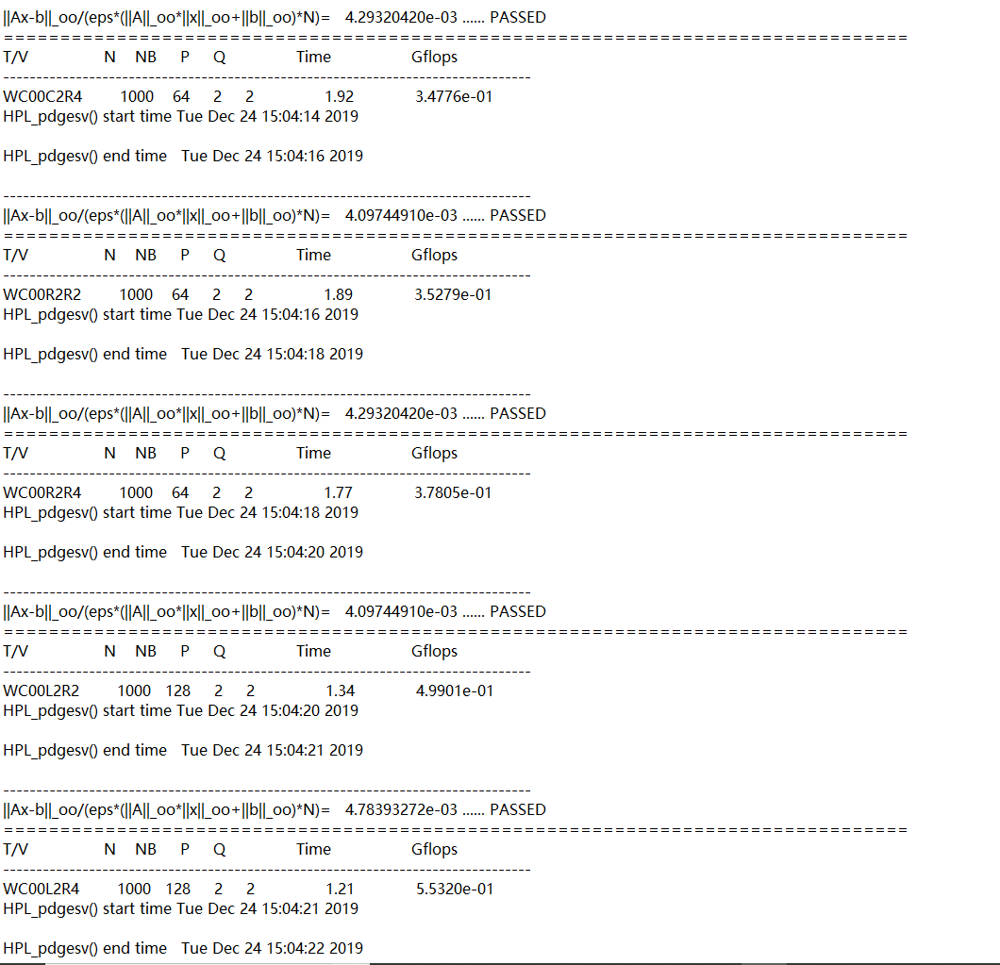 ||Ax-b||_oo/(eps*(||A||_oo*||x||_oo+||b||_oo)*N)= 4.29320420e-03 ...... PASSED
================================================================================
T/V N NB P Q Time Gflops
--------------------------------------------------------------------------------
WC00C2R4 1000 64 2 2 1.92 3.4776e-01
HPL_pdgesv() start time Tue Dec 24 15:04:14 2019
HPL_pdgesv() end time Tue Dec 24 15:04:16 2019
--------------------------------------------------------------------------------
||Ax-b||_oo/(eps*(||A||_oo*||x||_oo+||b||_oo)*N)= 4.09744910e-03 ...... PASSED
================================================================================
T/V N NB P Q Time Gflops
--------------------------------------------------------------------------------
WC00R2R2 1000 64 2 2 1.89 3.5279e-01
HPL_pdgesv() start time Tue Dec 24 15:04:16 2019
HPL_pdgesv() end time Tue Dec 24 15:04:18 2019
--------------------------------------------------------------------------------
||Ax-b||_oo/(eps*(||A||_oo*||x||_oo+||b||_oo)*N)= 4.29320420e-03 ...... PASSED
================================================================================
T/V N NB P Q Time Gflops
--------------------------------------------------------------------------------
WC00R2R4 1000 64 2 2 1.77 3.7805e-01
HPL_pdgesv() start time Tue Dec 24 15:04:18 2019
HPL_pdgesv() end time Tue Dec 24 15:04:20 2019
--------------------------------------------------------------------------------
||Ax-b||_oo/(eps*(||A||_oo*||x||_oo+||b||_oo)*N)= 4.09744910e-03 ...... PASSED
================================================================================
T/V N NB P Q Time Gflops
--------------------------------------------------------------------------------
WC00L2R2 1000 128 2 2 1.34 4.9901e-01
HPL_pdgesv() start time Tue Dec 24 15:04:20 2019
HPL_pdgesv() end time Tue Dec 24 15:04:21 2019
--------------------------------------------------------------------------------
||Ax-b||_oo/(eps*(||A||_oo*||x||_oo+||b||_oo)*N)= 4.78393272e-03 ...... PASSED
================================================================================
T/V N NB P Q Time Gflops
--------------------------------------------------------------------------------
WC00L2R4 1000 128 2 2 1.21 5.5320e-01
HPL_pdgesv() start time Tue Dec 24 15:04:21 2019
HPL_pdgesv() end time Tue Dec 24 15:04:22 2019